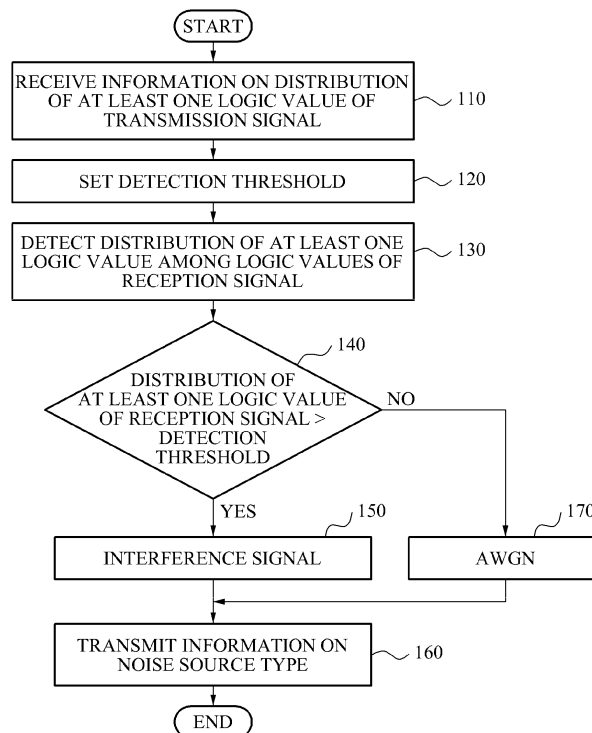 START
RECEIVE INFORMATION ON DISTRIBUTION
OF AT LEAST ONE LOGIC VALUE OF
TRANSMISSION SIGNAL
110
SET DETECTION THRESHOLD
120
DETECT DISTRIBUTION OF AT LEAST ONE
LOGIC VALUE AMONG LOGIC VALUES OF
RECEPTION SIGNAL
130
140
DISTRIBUTION OF
AT LEAST ONE LOGIC VALUE
OF RECEPTION SIGNAL >
DETECTION
THRESHOLD
NO
YES
150
INTERFERENCE SIGNAL
170
AWGN
TRANSMIT INFORMATION ON
NOISE SOURCE TYPE
160
END